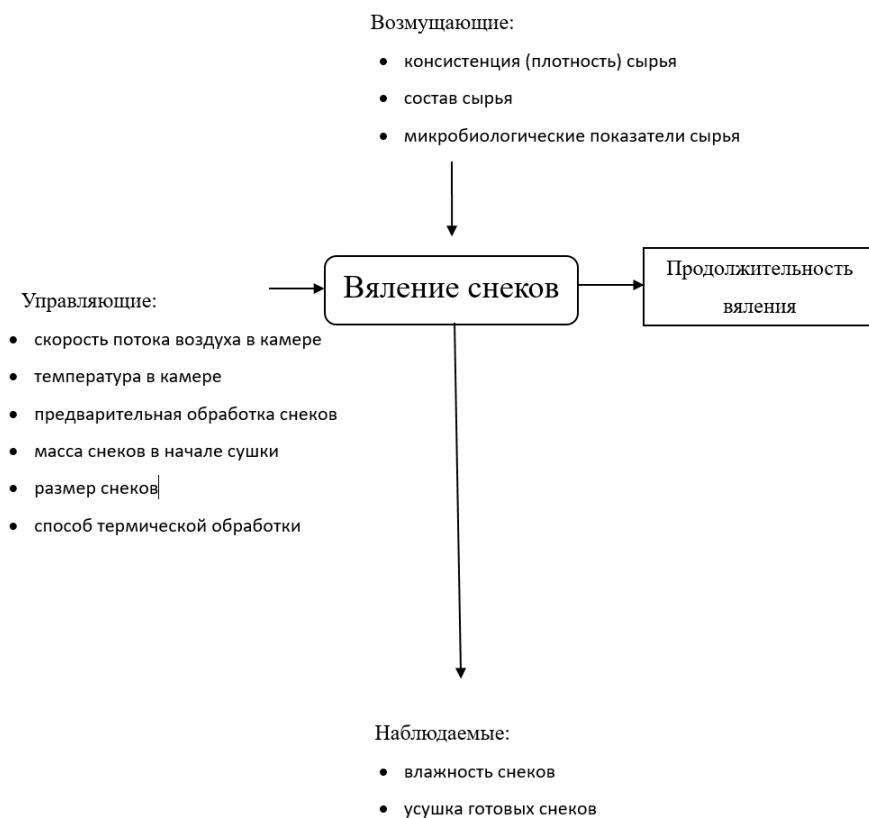 Возмущающие:
• консистенция (плотность) сырья
• состав сырья
• микробиологические показатели сырья
Вяление снеков
Продолжительность
вяления
Управляющие:
• скорость потока воздуха в камере
• температура в камере
• предварительная обработка снеков
• масса снеков в начале сушки
• размер снеков
• способ термической обработки
Наблюдаемые:
• влажность снеков
• усушка готовых снеков